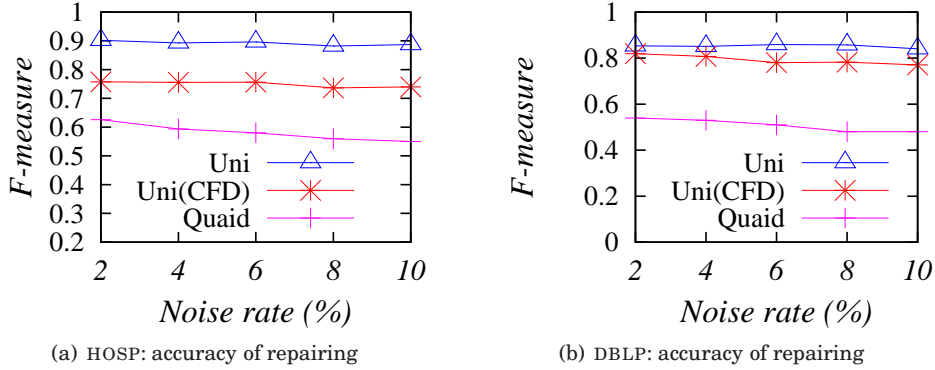 1
0.9
0.8
0.7
0.6
0.5
0.4
0.3
0.2
F-measure
Uni
Uni(CFD)
Quaid
2 4 6 8 10
Noise rate (%)
(a) HOSP: accuracy of repairing
1
0.8
0.6
0.4
0.2
0
F-measure
Uni
Uni(CFD)
Quaid
2 4 6 8 10
Noise rate (%)
(b) DBLP: accuracy of repairing